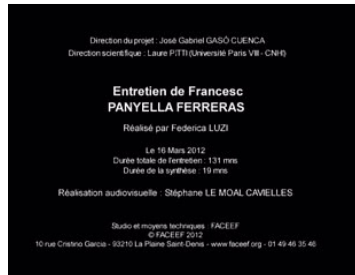 Direction du projet : José Gabriel GASÓ CUENCA
Direction scientifique : Laure PITTI (Université Paris VIII - CNHI)
Entretien de Francesc
PANYELLA FERRERAS
Réalisé par Federica LUZI
Le 16 Mars 2012
Durée totale de l'entretien : 131 mns
Durée de la synthèse : 19 mns
Réalisation audiovisuelle : Stéphane LE MOAL CAVIELLES
Studio et moyens techniques : FACEEF
© FACEEF 2012
10 rue Cristino Garcia - 93210 La Plaine Saint-Denis - www.faceef.org - 01 49 46 35 46